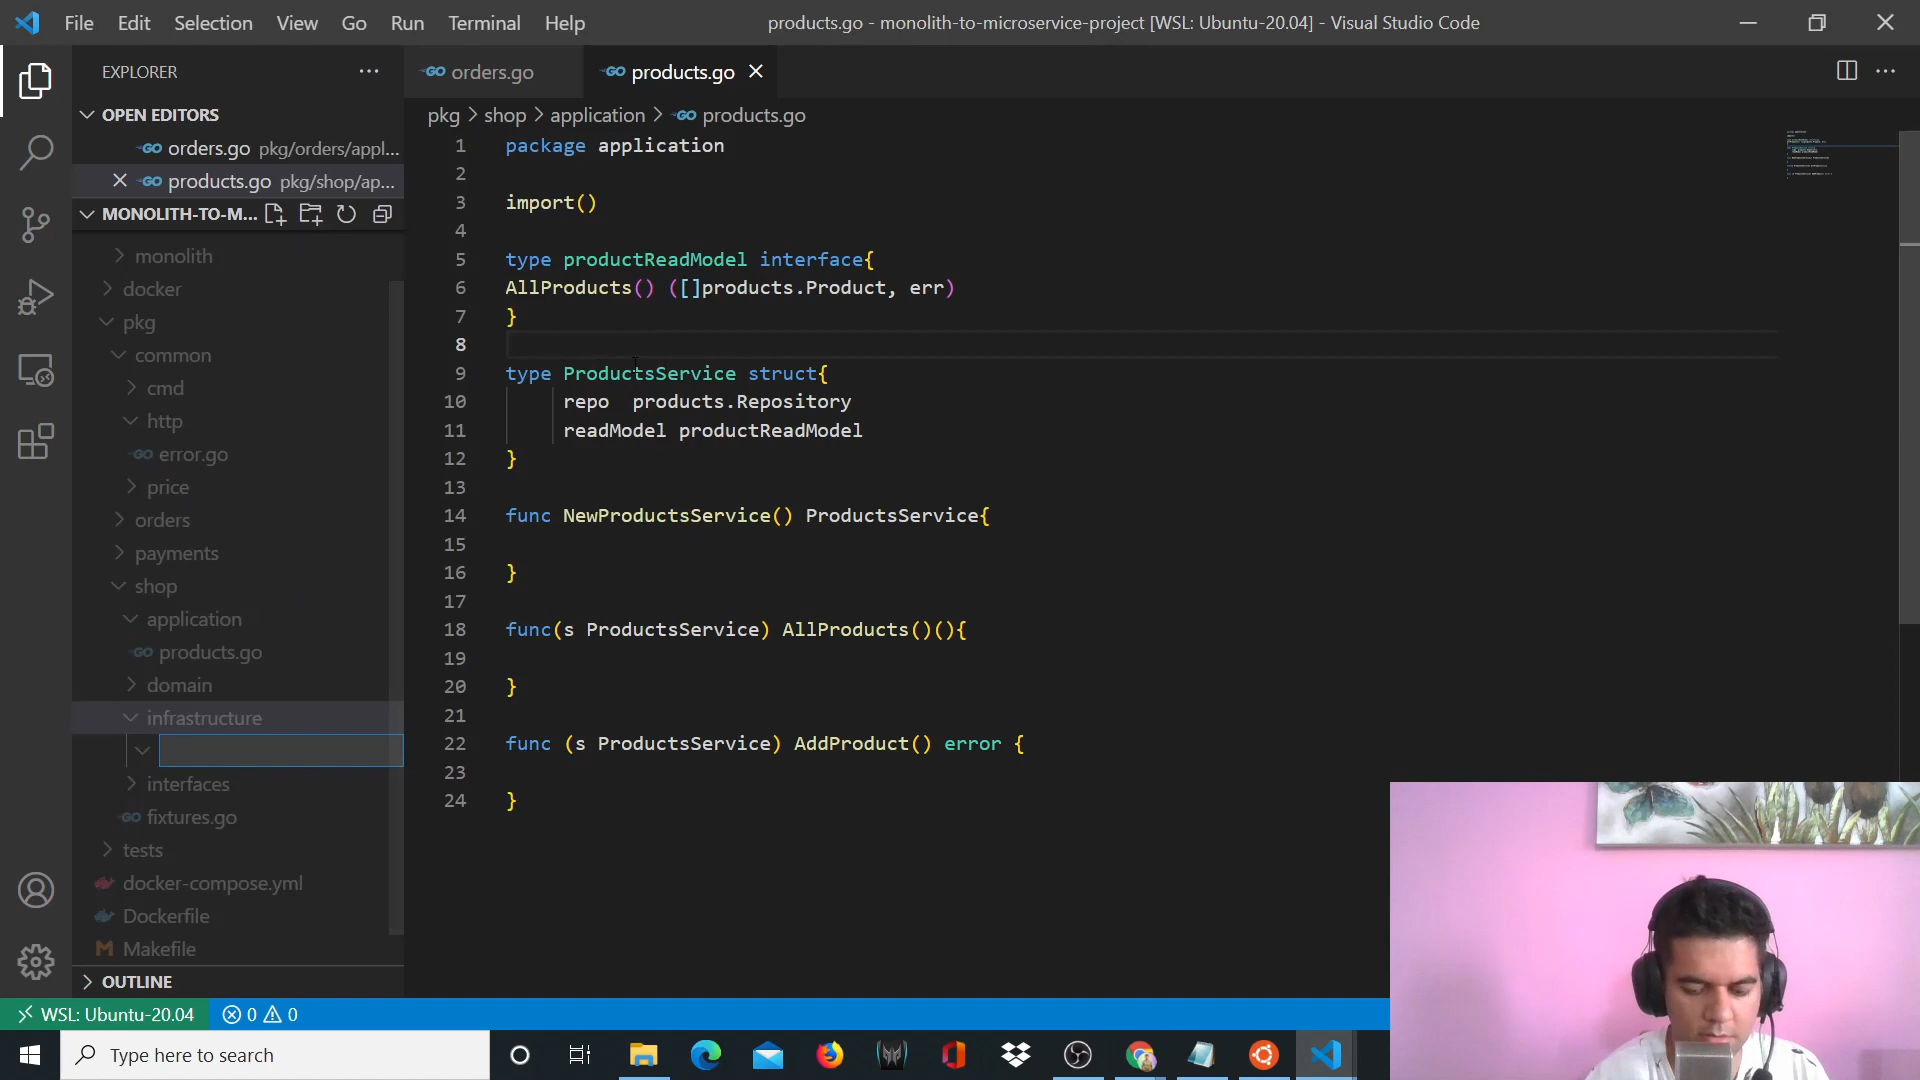 File Edit Selection View Go Run Terminal Help
products.go - monolith-to-microservice-project [WSL: Ubuntu-20.04] - Visual Studio Code
EXPLORER
OPEN EDITORS
orders.go pkg/orders/appl...
products.go pkg/shop/ap...
MONOLITH-TO-M...
monolith
docker
pkg
common
cmd
http
error.go
price
orders
payments
shop
application
products.go
domain
infrastructure
interfaces
fixtures.go
tests
docker-compose.yml
Dockerfile
Makefile
OUTLINE
orders.go
products.go
pkg > shop > application > products.go
1 package application
2
3 import()
4
5 type productReadModel interface{
6 AllProducts() ([]products.Product, err)
7 }
8
9 type ProductsService struct{
10 repo products.Repository
11 readModel productReadModel
12 }
13
14 func NewProductsService() ProductsService{
15
16 }
17
18 func(s ProductsService) AllProducts()(){
19
20 }
21
22 func (s ProductsService) AddProduct() error {
23
24 }
WSL: Ubuntu-20.04 0 0
Type here to search